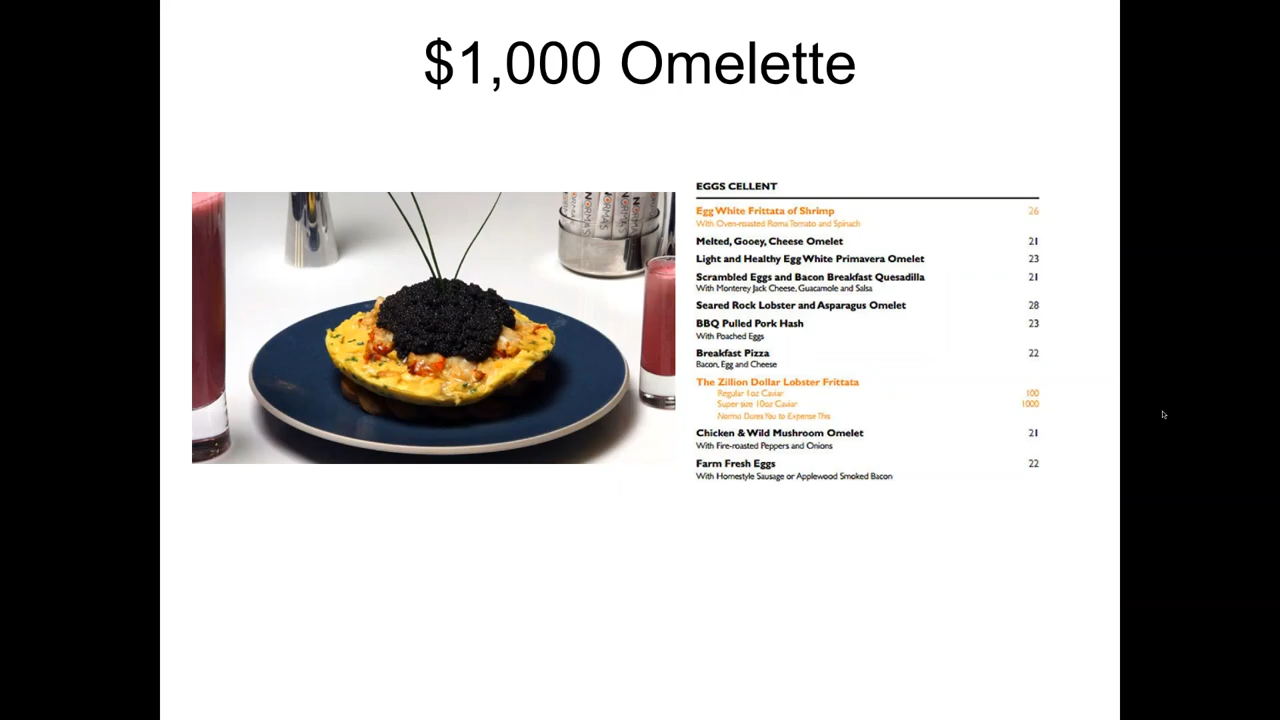 $1,000 Omelette
NORMA'S
EGGS CELLENT
Egg White Frittata of Shrimp 26
With Oven-roasted Roma Tomato and Spinach
Melted, Gooey, Cheese Omelet 21
Light and Healthy Egg White Primavera Omelet 23
Scrambled Eggs and Bacon Breakfast Quesadilla 21
With Monterey Jack Cheese, Guacamole and Salsa
Seared Rock Lobster and Asparagus Omelet 28
BBQ Pulled Pork Hash 23
With Poached Eggs
Breakfast Pizza 22
Bacon, Egg and Cheese
The Zillion Dollar Lobster Frittata
Regular 1oz Caviar 100
Super size 10oz Caviar 1000
Norma Dares You to Expense This
Chicken & Wild Mushroom Omelet 21
With Fire-roasted Peppers and Onions
Farm Fresh Eggs 22
With Homestyle Sausage or Applewood Smoked Bacon